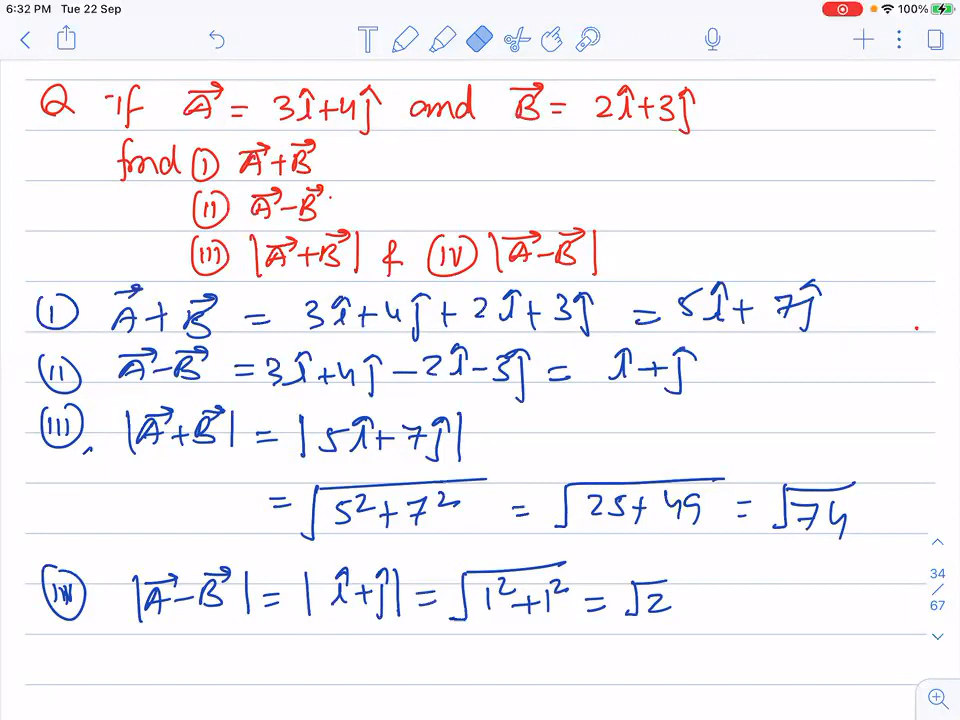 6:32 PM Tue 22 Sep 100%
Q if A⃗ = 3î+4ĵ and B⃗ = 2î+3ĵ
find (i) A⃗+B⃗
(ii) A⃗-B⃗
(iii) |A⃗+B⃗| & (iv) |A⃗-B⃗|
(i) A⃗+B⃗ = 3î+4ĵ+2î+3ĵ = 5î+7ĵ
(ii) A⃗-B⃗ = 3î+4ĵ-2î-3ĵ = î+ĵ
(iii) |A⃗+B⃗| = |5î+7ĵ|
= √(5²+7²) = √(25+49) = √74
34
/
67
(iv) |A⃗-B⃗| = |î+ĵ| = √(1²+1²) = √2